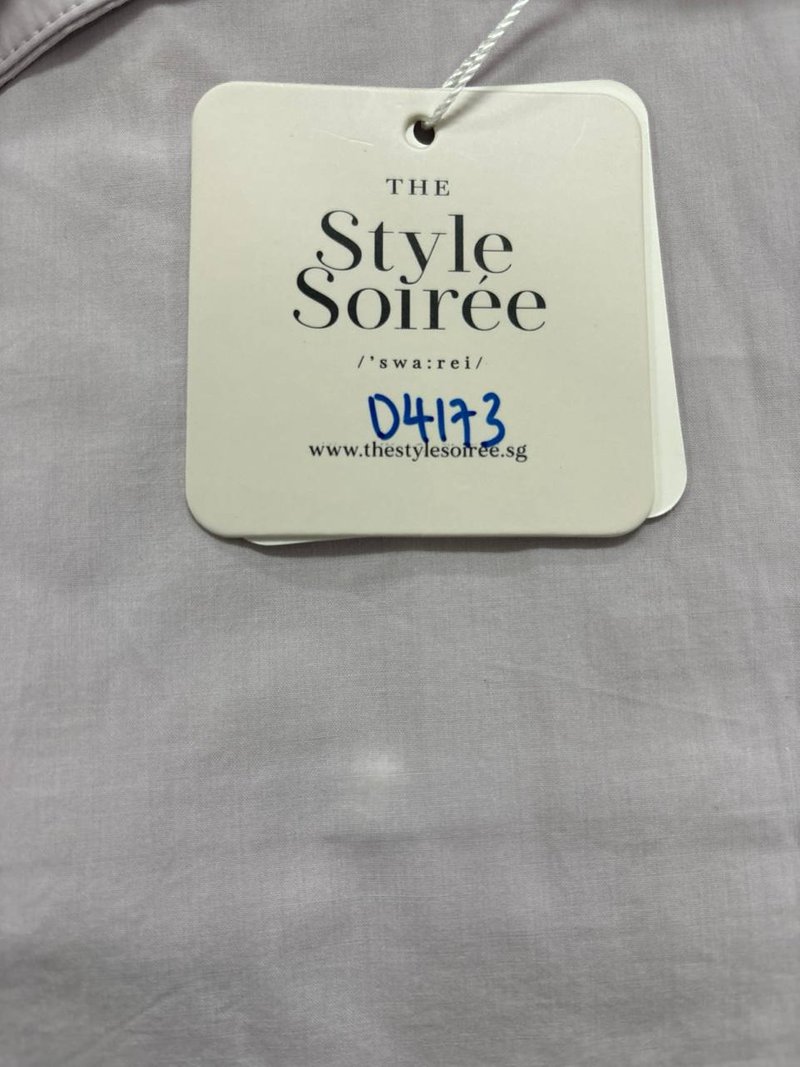 THE
Style
Soirée
/'swa:rei/
D4173
www.thestylesoiree.sg